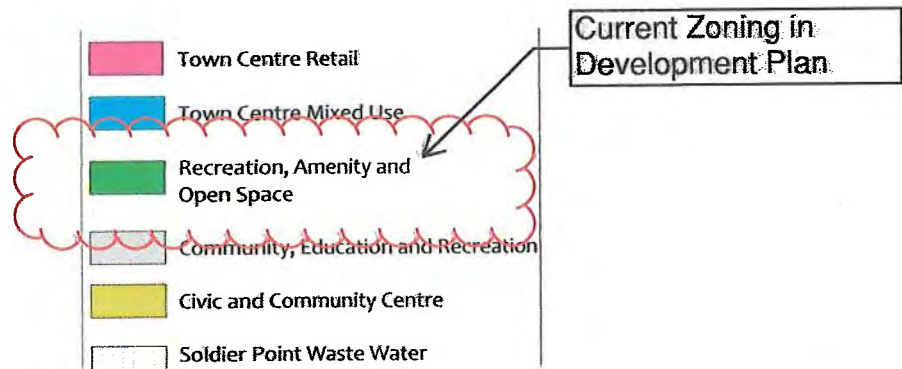 Current Zoning in
Development Plan
Town Centre Retail
Town Centre Mixed Use
Recreation, Amenity and
Open Space
Community, Education and Recreation
Civic and Community Centre
Soldier Point Waste Water